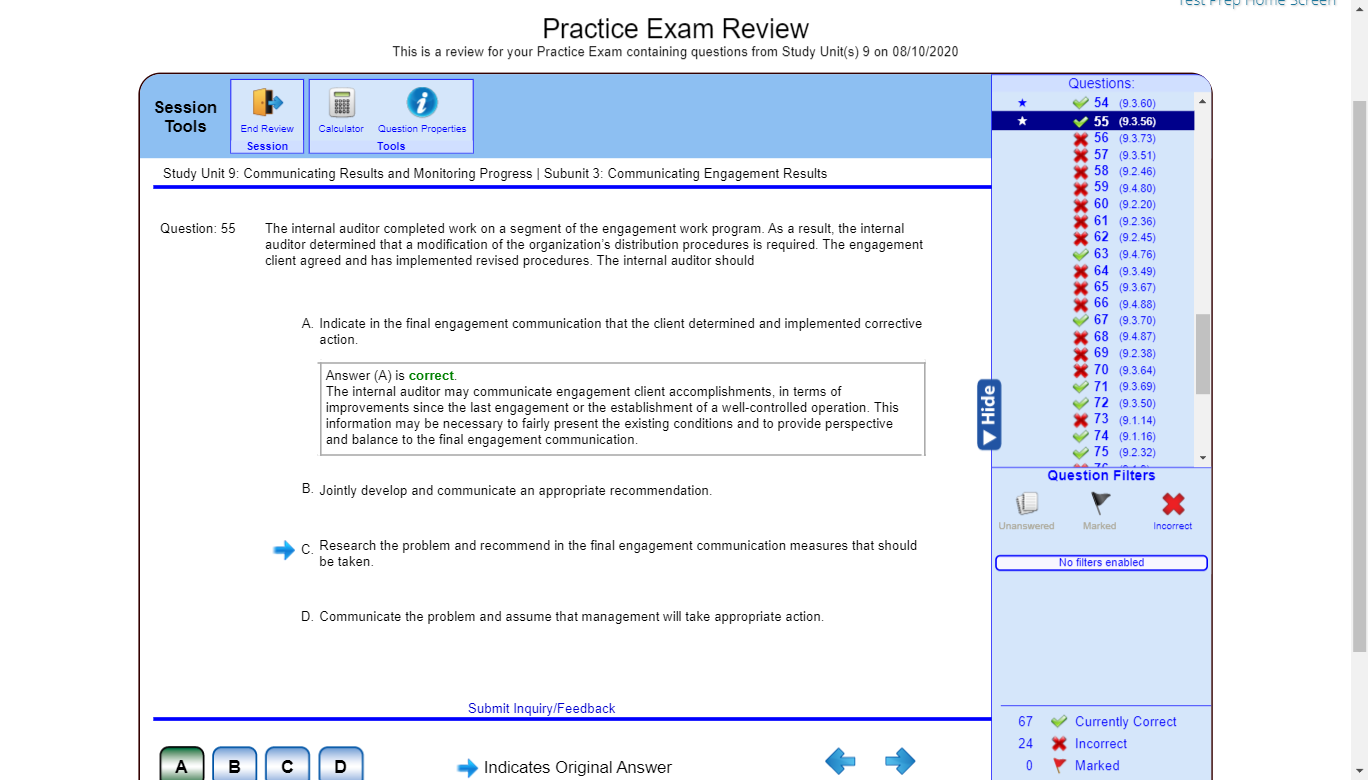 Test Prep Home Screen
Practice Exam Review
This is a review for your Practice Exam containing questions from Study Unit(s) 9 on 08/10/2020
Session
Tools
End Review
Session
Calculator
Question Properties
Tools
Study Unit 9: Communicating Results and Monitoring Progress | Subunit 3: Communicating Engagement Results
Question: 55
The internal auditor completed work on a segment of the engagement work program. As a result, the internal
auditor determined that a modification of the organization's distribution procedures is required. The engagement
client agreed and has implemented revised procedures. The internal auditor should
A. Indicate in the final engagement communication that the client determined and implemented corrective
action.
Answer (A) is correct.
The internal auditor may communicate engagement client accomplishments, in terms of
improvements since the last engagement or the establishment of a well-controlled operation. This
information may be necessary to fairly present the existing conditions and to provide perspective
and balance to the final engagement communication.
B. Jointly develop and communicate an appropriate recommendation.
C. Research the problem and recommend in the final engagement communication measures that should
be taken.
D. Communicate the problem and assume that management will take appropriate action.
Submit Inquiry/Feedback
A B C D
Indicates Original Answer
Hide
Questions:
54 (9.3.60)
55 (9.3.56)
56 (9.3.73)
57 (9.3.51)
58 (9.2.46)
59 (9.4.80)
60 (9.2.20)
61 (9.2.36)
62 (9.2.45)
63 (9.4.76)
64 (9.3.49)
65 (9.3.67)
66 (9.4.88)
67 (9.3.70)
68 (9.4.87)
69 (9.2.38)
70 (9.3.64)
71 (9.3.69)
72 (9.3.50)
73 (9.1.14)
74 (9.1.16)
75 (9.2.32)
Question Filters
Unanswered
Marked
Incorrect
No filters enabled
67 Currently Correct
24 Incorrect
0 Marked